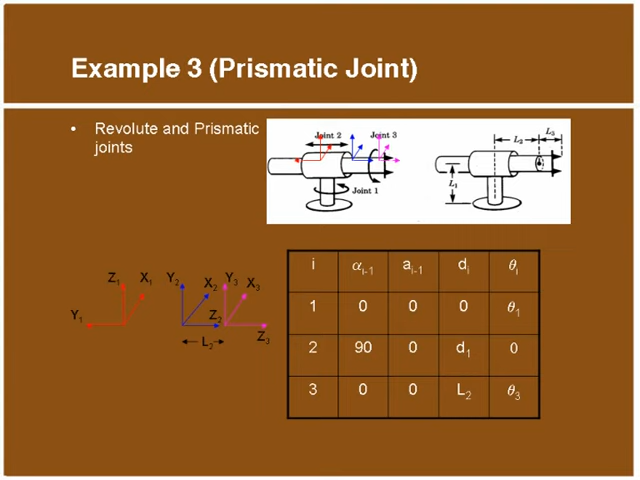 Example 3 (Prismatic Joint)
• Revolute and Prismatic
joints
Joint 2
Joint 3
Joint 1
L₂
L₃
L₁
Z₁ X₁
Y₁
Y₂ X₂ Y₃ X₃
Z₂
Z₃
L₂
i αᵢ₋₁ aᵢ₋₁ dᵢ θᵢ
1 0 0 0 θ₁
2 90 0 d₁ 0
3 0 0 L₂ θ₃